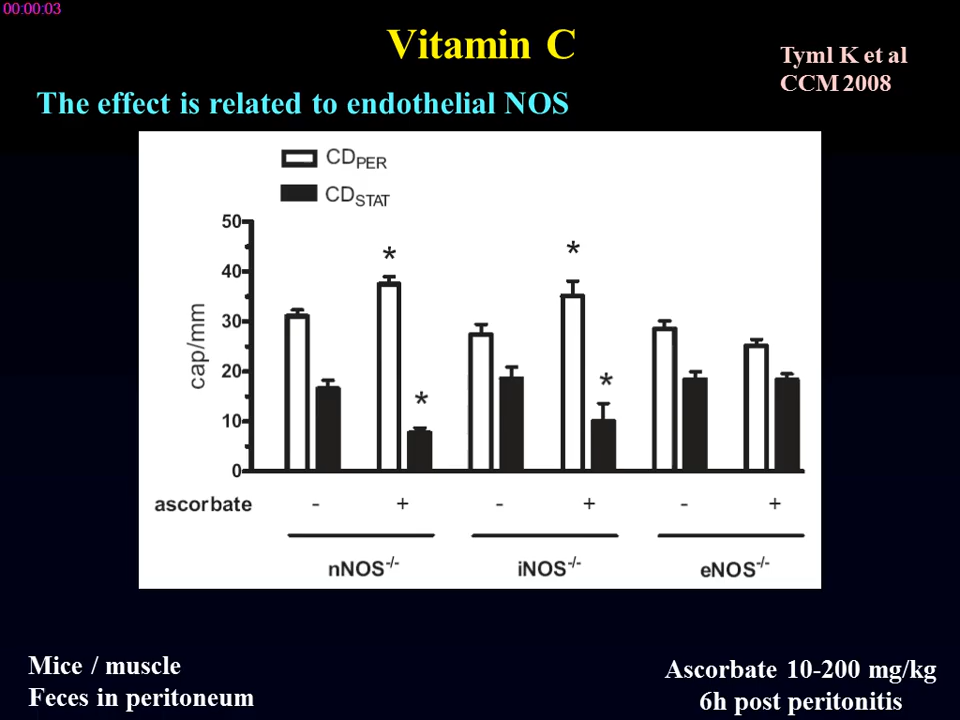 00:00:03
Vitamin C
Tyml K et al
CCM 2008
The effect is related to endothelial NOS
CDPER
CDSTAT
50
40
30
20
10
0
cap/mm
* * * *
ascorbate - + - + - +
nNOS-/- iNOS-/- eNOS-/-
Mice / muscle
Feces in peritoneum
Ascorbate 10-200 mg/kg
6h post peritonitis